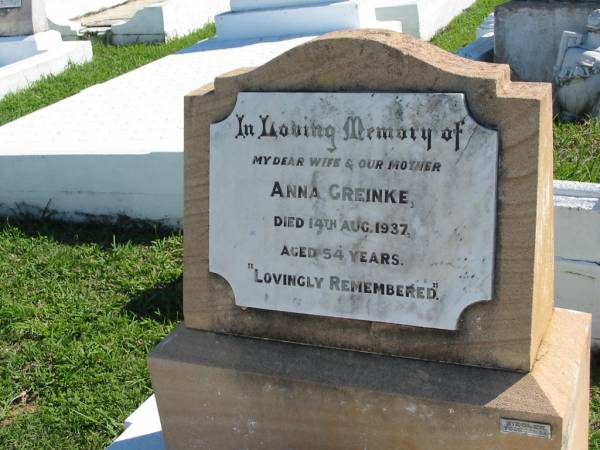 In Loving Memory of
MY DEAR WIFE & OUR MOTHER
ANNA GREINKE,
DIED 14TH AUG. 1937,
AGED 54 YEARS.
"LOVINGLY REMEMBERED".
ZIEGLER